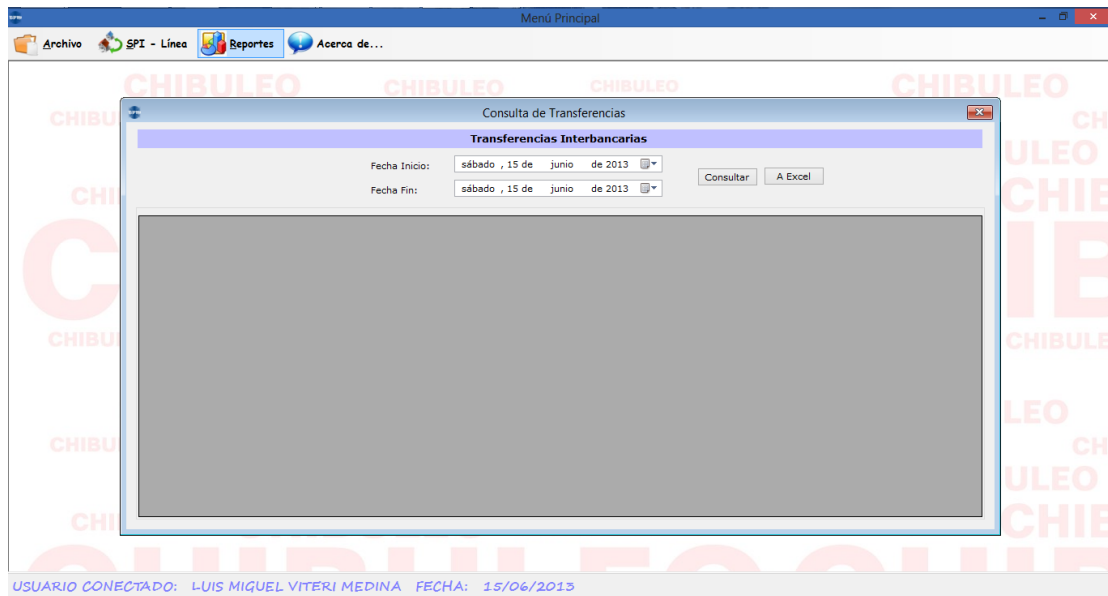 Menú Principal
Archivo SPI - Línea Reportes Acerca de...
CHIBULEO CHIBULEO CHIBULEO CHIBULEO
Consulta de Transferencias
Transferencias Interbancarias
Fecha Inicio: sábado , 15 de junio de 2013
Consultar A Excel
Fecha Fin: sábado , 15 de junio de 2013
USUARIO CONECTADO: LUIS MIGUEL VITERI MEDINA FECHA: 15/06/2013